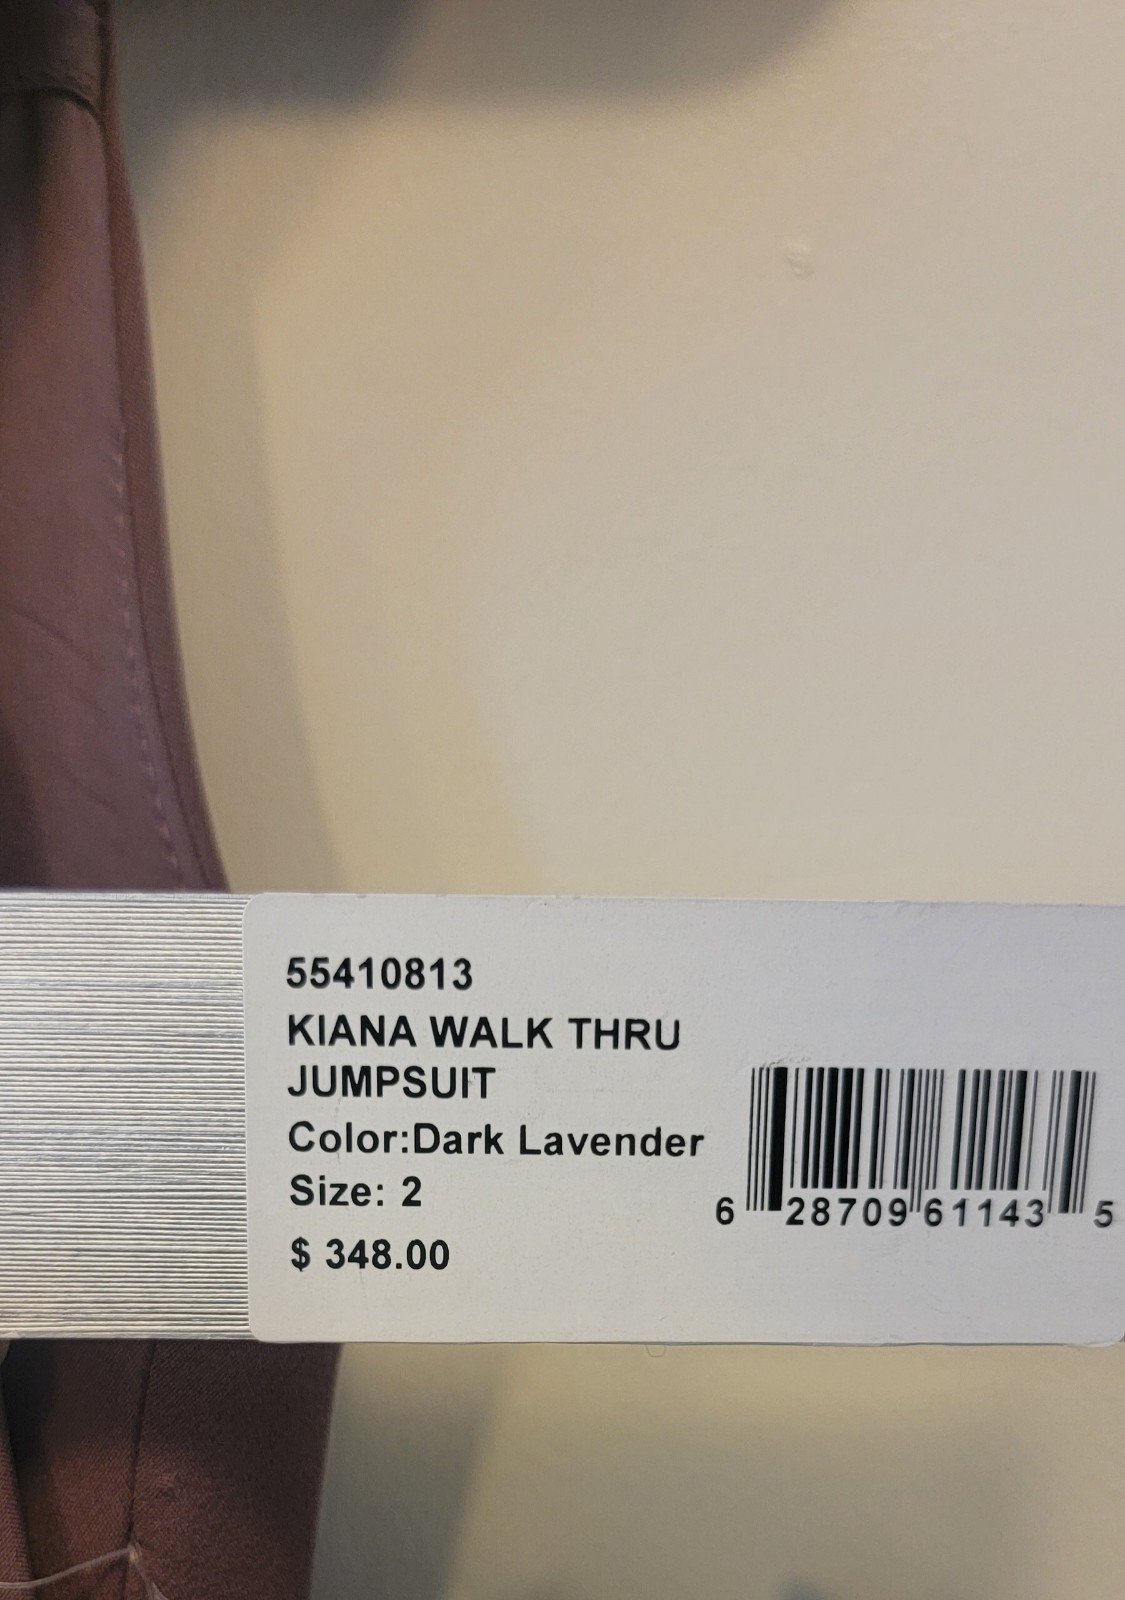 55410813
KIANA WALK THRU
JUMPSUIT
Color:Dark Lavender
Size: 2
$ 348.00
6 28709 61143 5